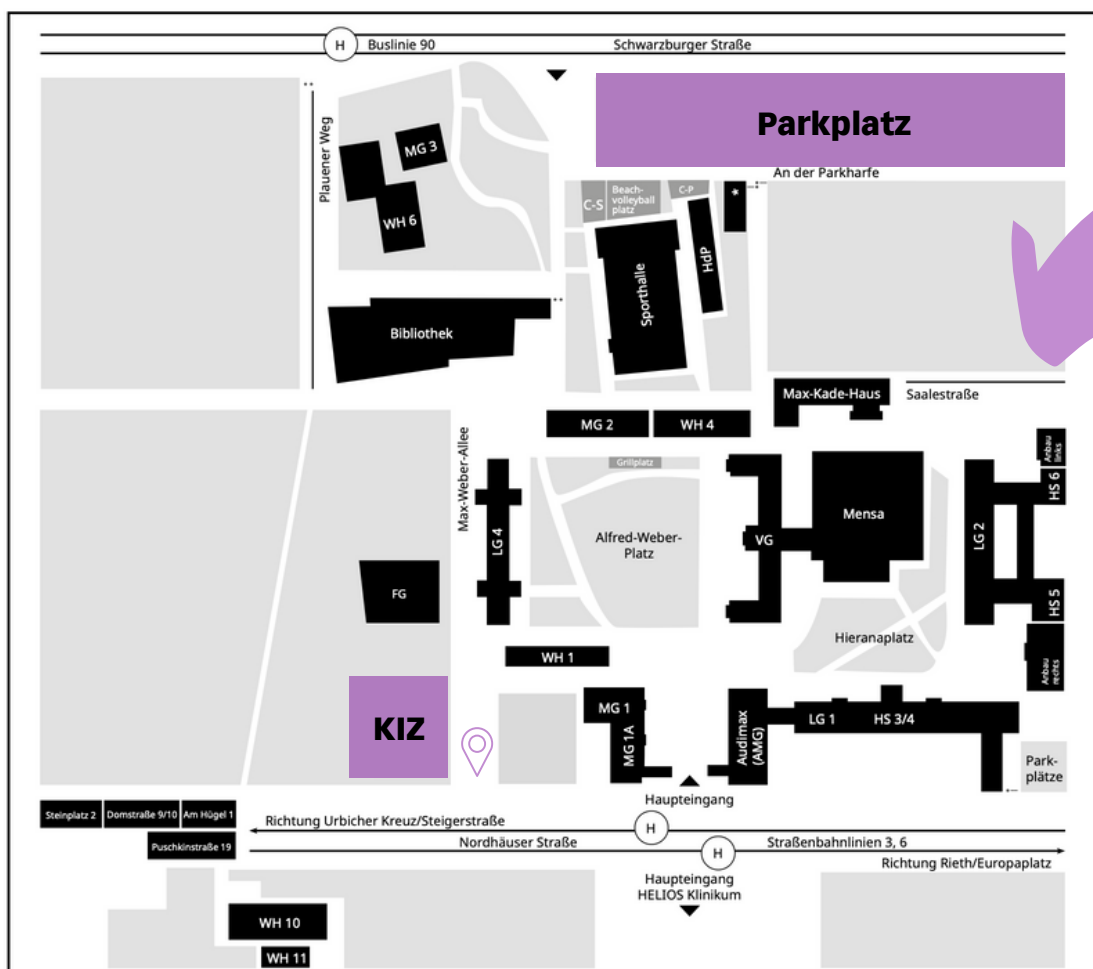 H
Buslinie 90
Schwarzburger Straße
Parkplatz
Plauener Weg
MG 3
WH 6
An der Parkharfe
C-S
Beach-
volleyball
platz
C-P
*
HdP
Sporthalle
Bibliothek
Max-Kade-Haus
Saalestraße
MG 2
WH 4
Max-Weber-Allee
Grillplatz
Anbau
links
HS 6
LG 4
Alfred-Weber-
Platz
VG
Mensa
LG 2
FG
HS 5
Hieranaplatz
WH 1
Anbau
rechts
KIZ
MG 1
MG 1A
Audimax
(AMG)
LG 1
HS 3/4
Park-
plätze
Haupteingang
Steinplatz 2
Domstraße 9/10
Am Hügel 1
Richtung Urbicher Kreuz/Steigerstraße
H
Puschkinstraße 19
Nordhäuser Straße
H
Straßenbahnlinien 3, 6
Richtung Rieth/Europaplatz
Haupteingang
HELIOS Klinikum
WH 10
WH 11